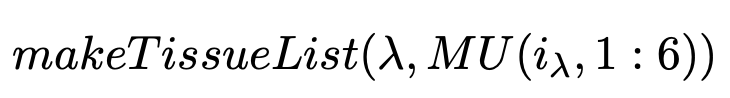 makeTissueList(λ, MU(i_λ, 1 : 6))